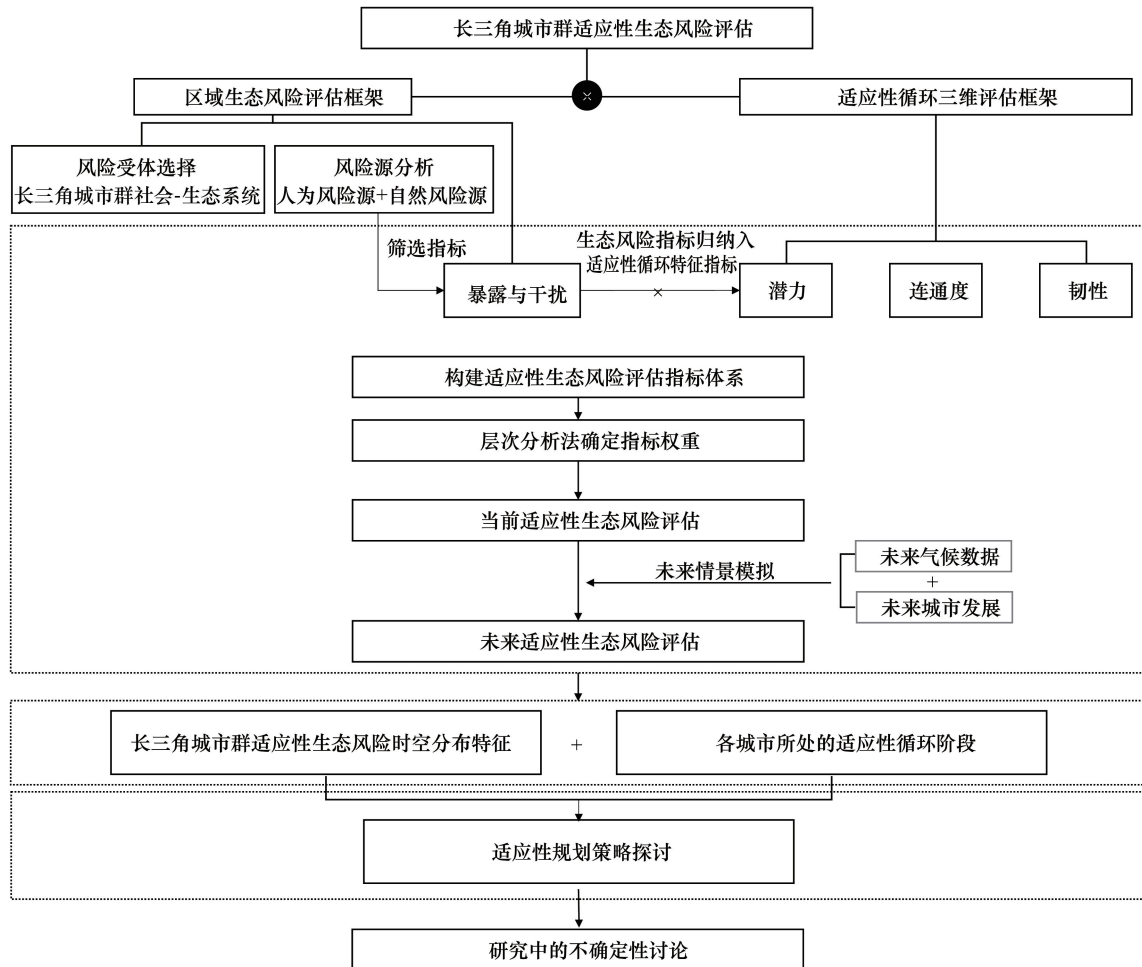 长三角城市群适应性生态风险评估
×
区域生态风险评估框架
适应性循环三维评估框架
风险受体选择
长三角城市群社会-生态系统
风险源分析
人为风险源+自然风险源
筛选指标
生态风险指标归纳入
适应性循环特征指标
暴露与干扰
×
潜力
连通度
韧性
构建适应性生态风险评估指标体系
层次分析法确定指标权重
当前适应性生态风险评估
未来情景模拟
未来气候数据
+
未来城市发展
未来适应性生态风险评估
长三角城市群适应性生态风险时空分布特征
+
各城市所处的适应性循环阶段
适应性规划策略探讨
研究中的不确定性讨论